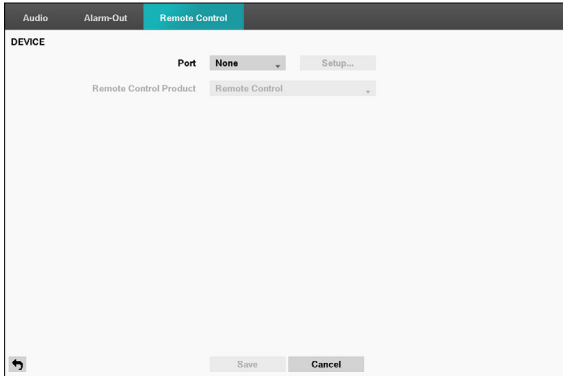 Audio Alarm-Out Remote Control
DEVICE
Port None Setup...
Remote Control Product Remote Control
Save Cancel